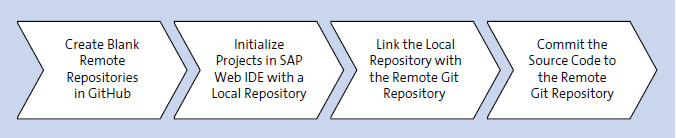 Create Blank
Remote
Repositories
in GitHub
Initialize
Projects in SAP
Web IDE with a
Local Repository
Link the Local
Repository with
the Remote Git
Repository
Commit the
Source Code to
the Remote
Git Repository